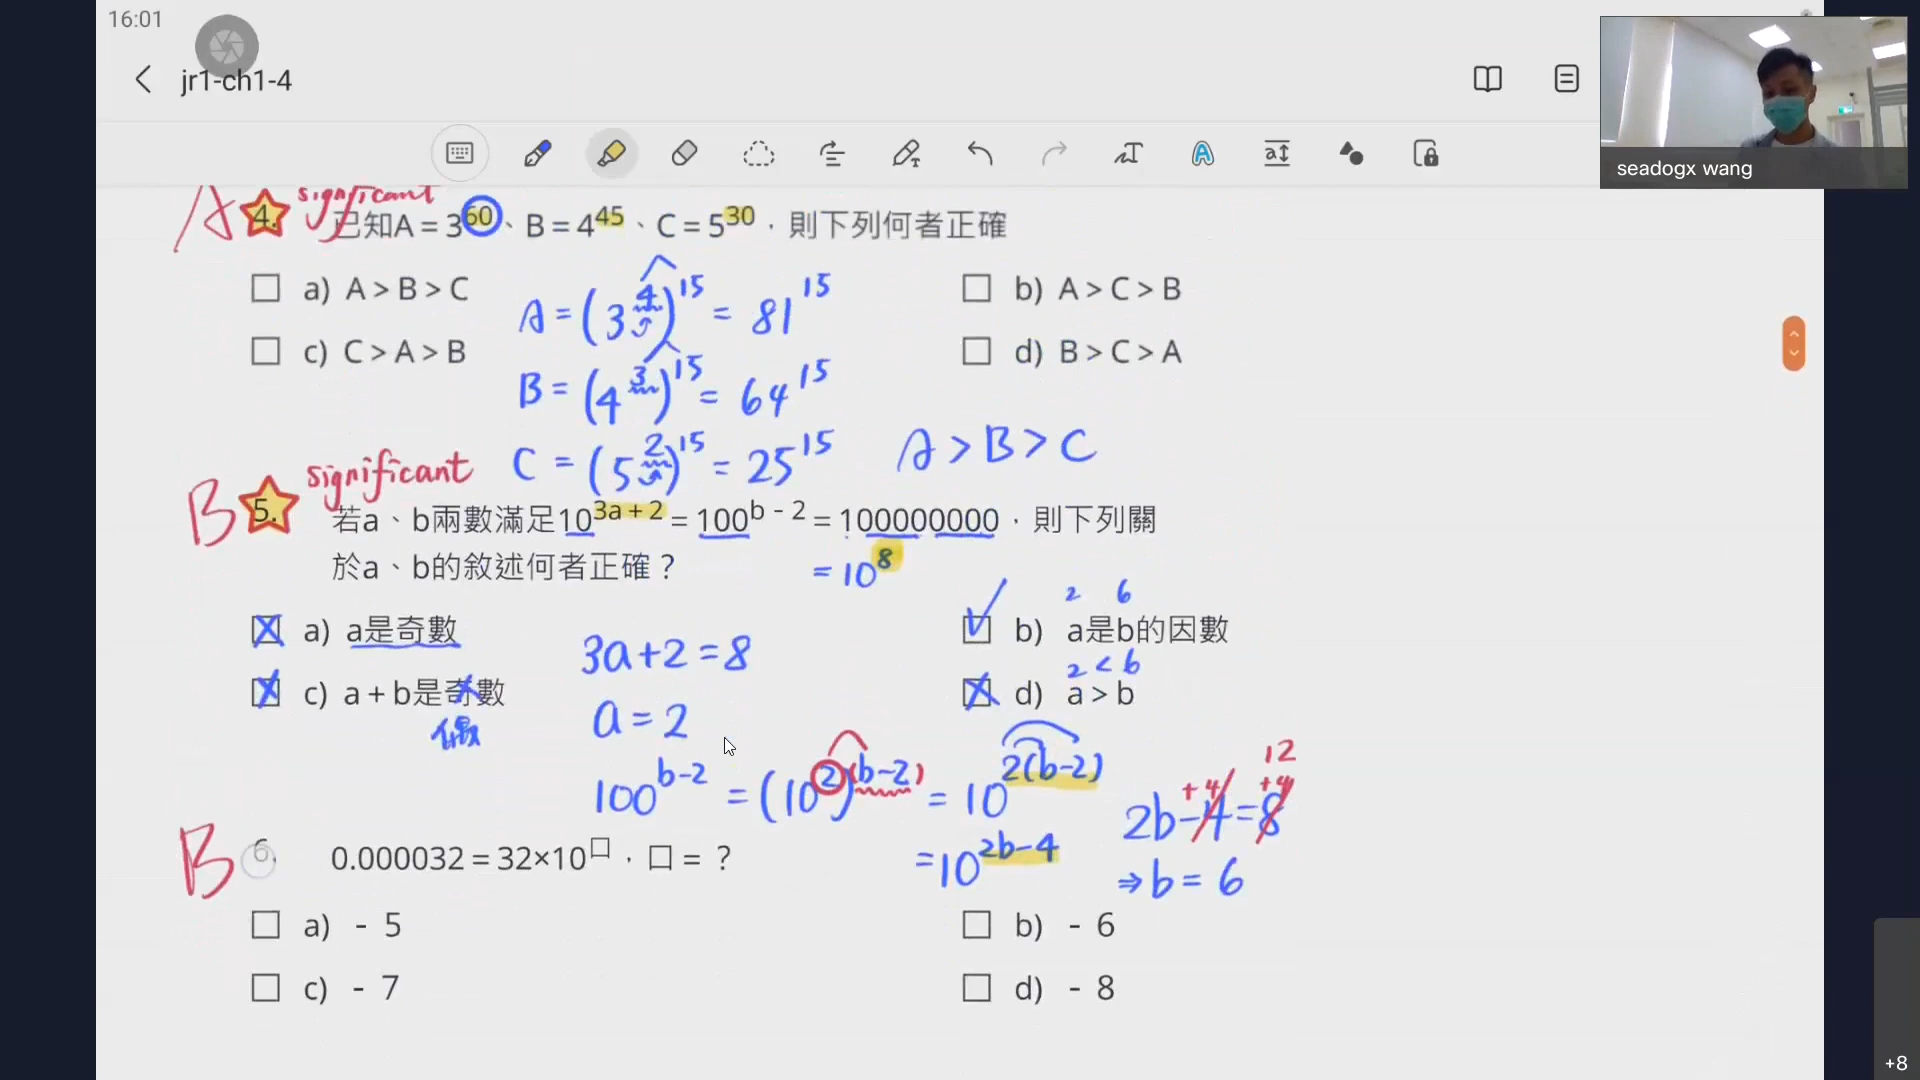 16:01
jr1-ch1-4
seadogx wang
A significant
4. 已知A = 3^60、B = 4^45、C = 5^30，則下列何者正確
a) A > B > C
b) A > C > B
c) C > A > B
d) B > C > A
A = (3^4)^15 = 81^15
B = (4^3)^15 = 64^15
C = (5^2)^15 = 25^15
A > B > C
B significant
5. 若a、b兩數滿足10^(3a + 2) = 100^(b - 2) = 100000000，則下列關
於a、b的敘述何者正確？
= 10^8
a) a是奇數
2 6
b) a是b的因數
c) a + b是奇數
偶
2 < 6
d) a > b
3a+2 = 8
a = 2
100^(b-2) = (10^2)^(b-2) = 10^(2(b-2))
= 10^(2b-4)
12
+4 +4
2b-4 = 8
⇒ b = 6
B
6. 0.000032 = 32×10^□，□ = ？
a) - 5
b) - 6
c) - 7
d) - 8
+8